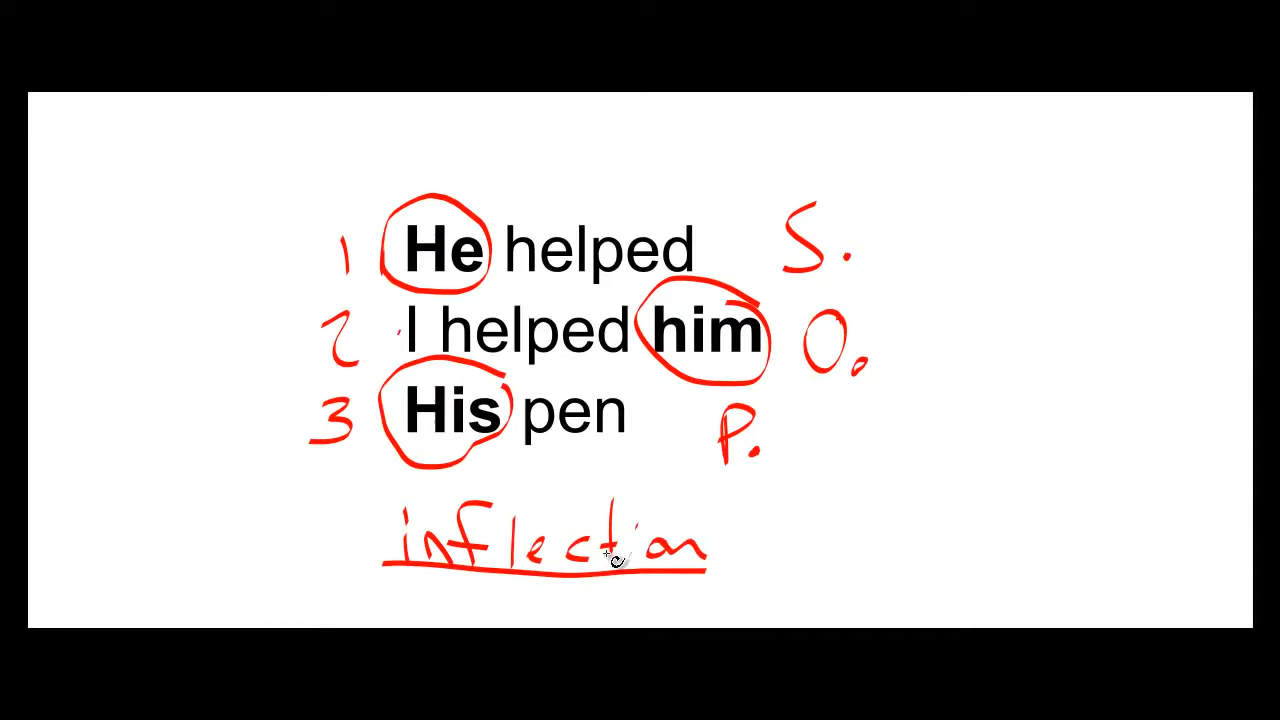 1 He helped S.
2 I helped him O.
3 His pen P.
inflection